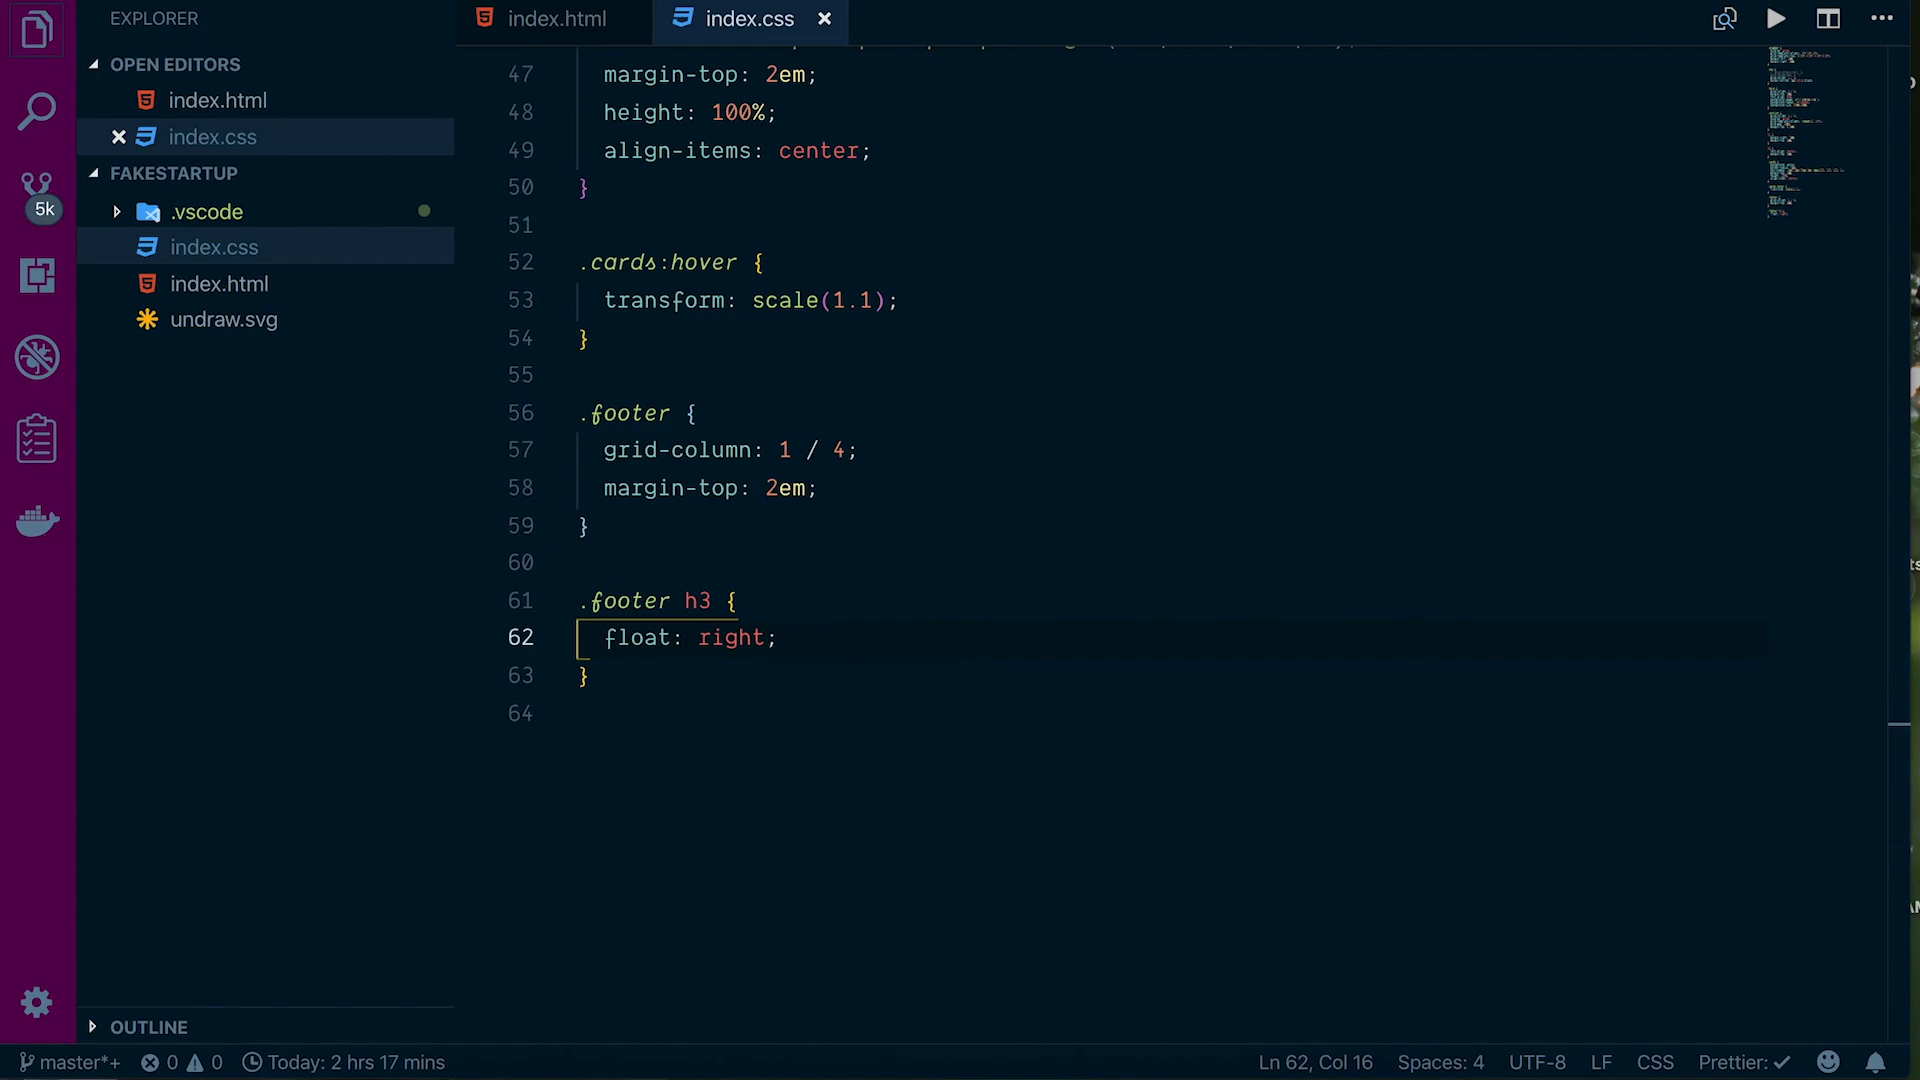 EXPLORER
OPEN EDITORS
index.html
index.css
FAKESTARTUP
.vscode
index.css
index.html
undraw.svg
OUTLINE
5k
index.html
index.css
47 margin-top: 2em;
48 height: 100%;
49 align-items: center;
50 }
51
52 .cards:hover {
53 transform: scale(1.1);
54 }
55
56 .footer {
57 grid-column: 1 / 4;
58 margin-top: 2em;
59 }
60
61 .footer h3 {
62 float: right;
63 }
64
master*+ 0 0 Today: 2 hrs 17 mins Ln 62, Col 16 Spaces: 4 UTF-8 LF CSS Prettier: ✓